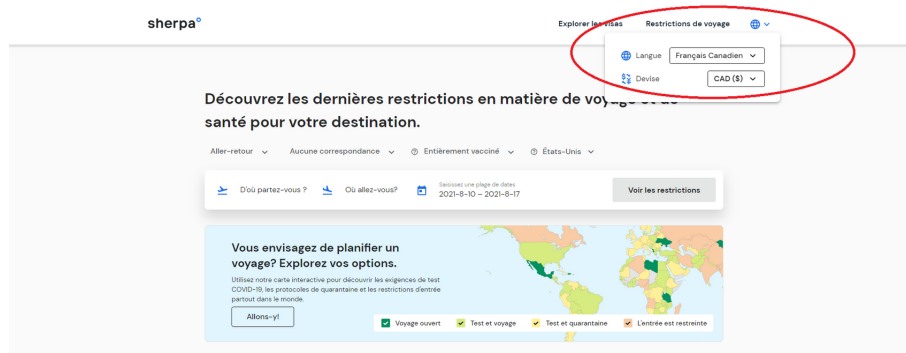 sherpa°
Explorer les visas Restrictions de voyage
Langue Français Canadien
Devise CAD ($)
Découvrez les dernières restrictions en matière de voyage et de
santé pour votre destination.
Aller-retour Aucune correspondance Entièrement vacciné États-Unis
D'où partez-vous ? Où allez-vous? Saisissez une plage de dates
2021-8-10 – 2021-8-17 Voir les restrictions
Vous envisagez de planifier un
voyage? Explorez vos options.
Utilisez notre carte interactive pour découvrir les exigences de test
COVID-19, les protocoles de quarantaine et les restrictions d'entrée
partout dans le monde.
Allons-y!
Voyage ouvert Test et voyage Test et quarantaine L'entrée est restreinte